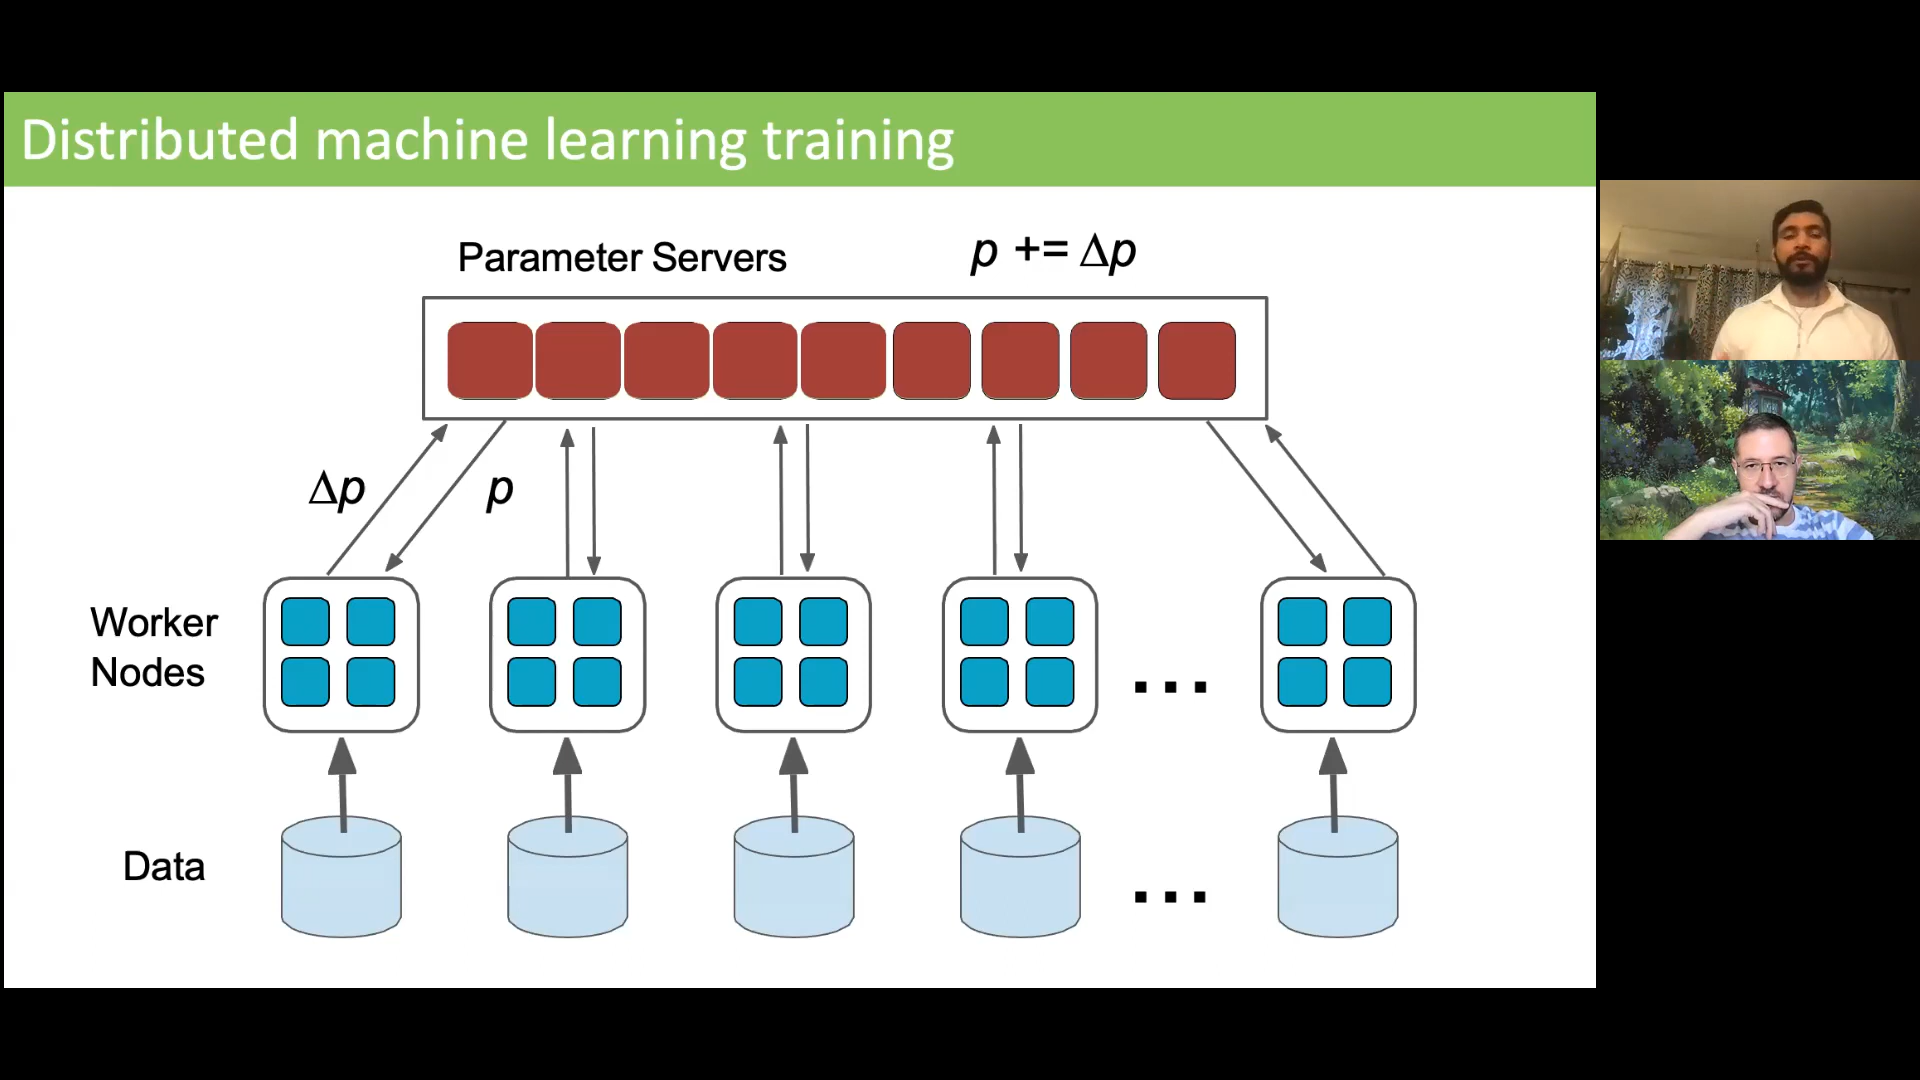 Distributed machine learning training
Parameter Servers
p += Δp
Δp
p
Worker
Nodes
...
Data
...